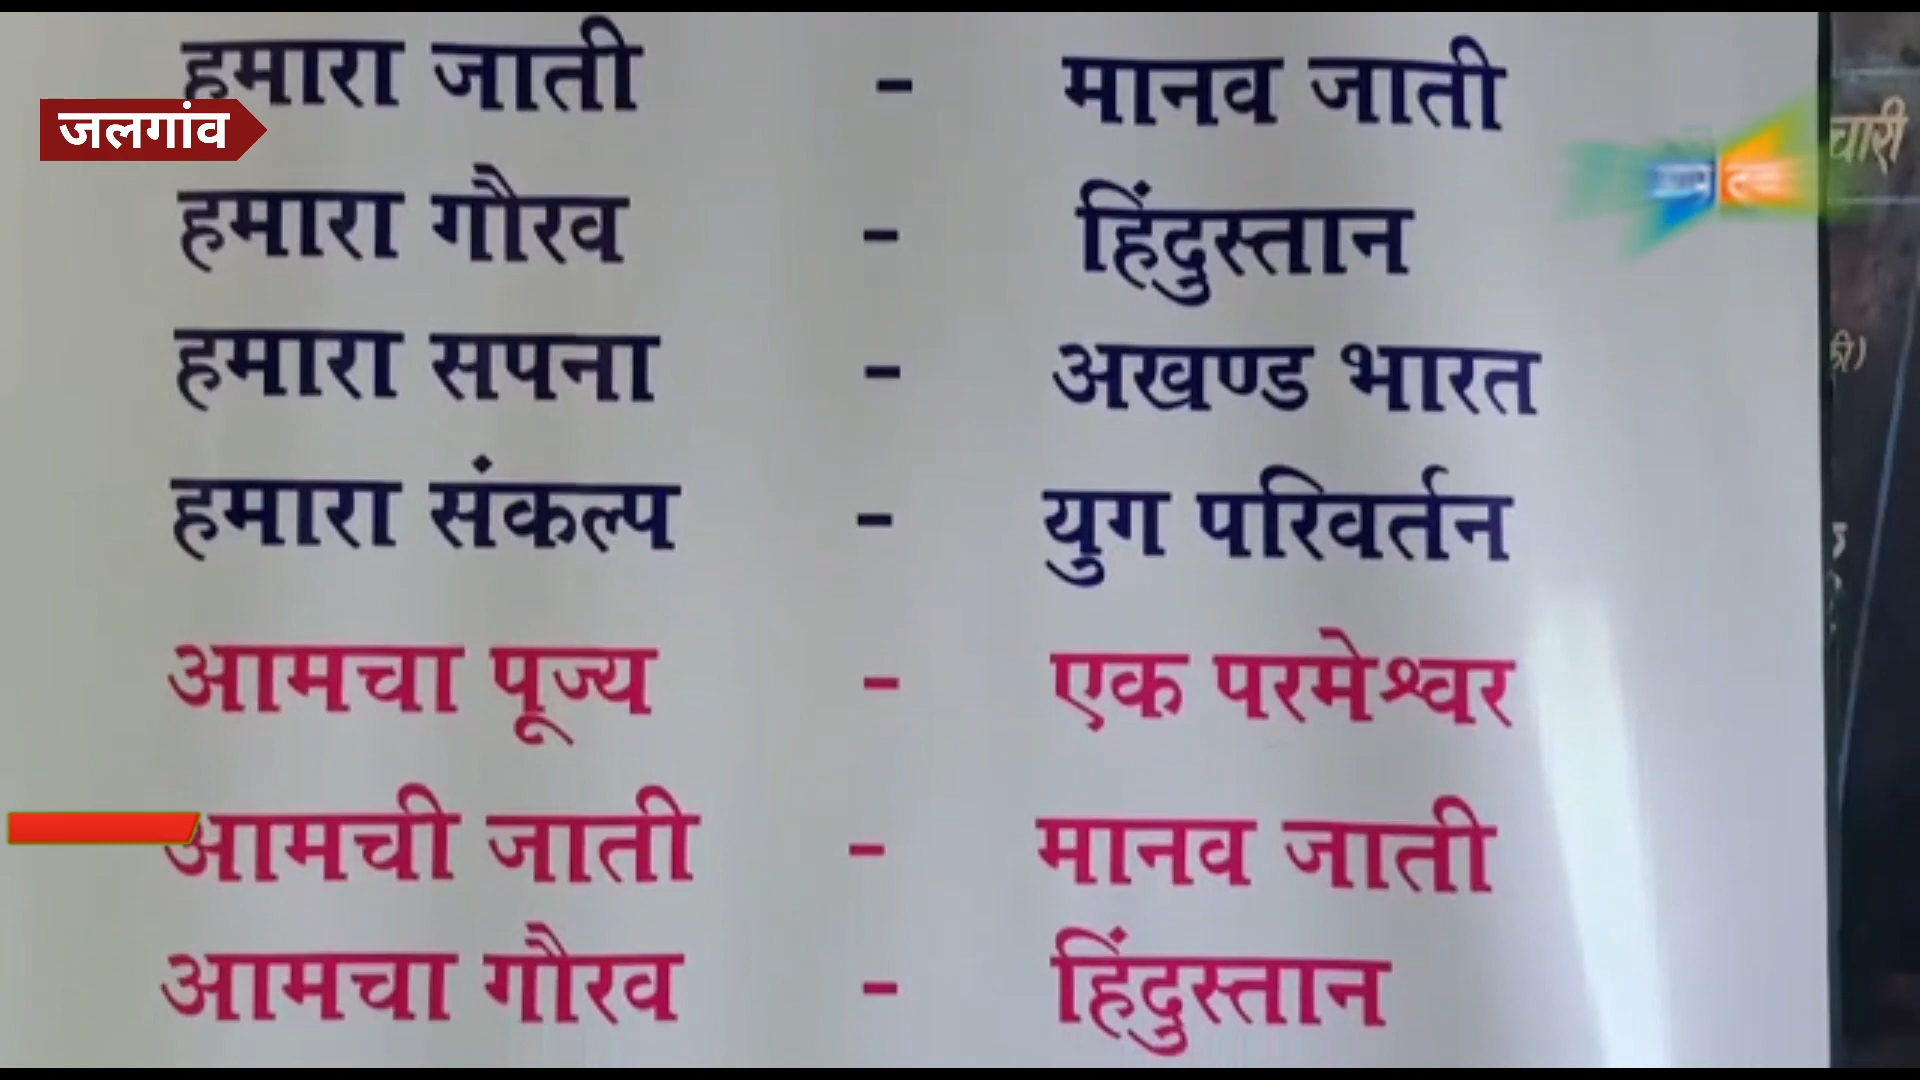 हमारा जाती - मानव जाती
जलगांव
चारी
हमारा गौरव - हिंदुस्तान
हमारा सपना - अखण्ड भारत
हमारा संकल्प - युग परिवर्तन
आमचा पूज्य - एक परमेश्वर
आमची जाती - मानव जाती
आमचा गौरव - हिंदुस्तान